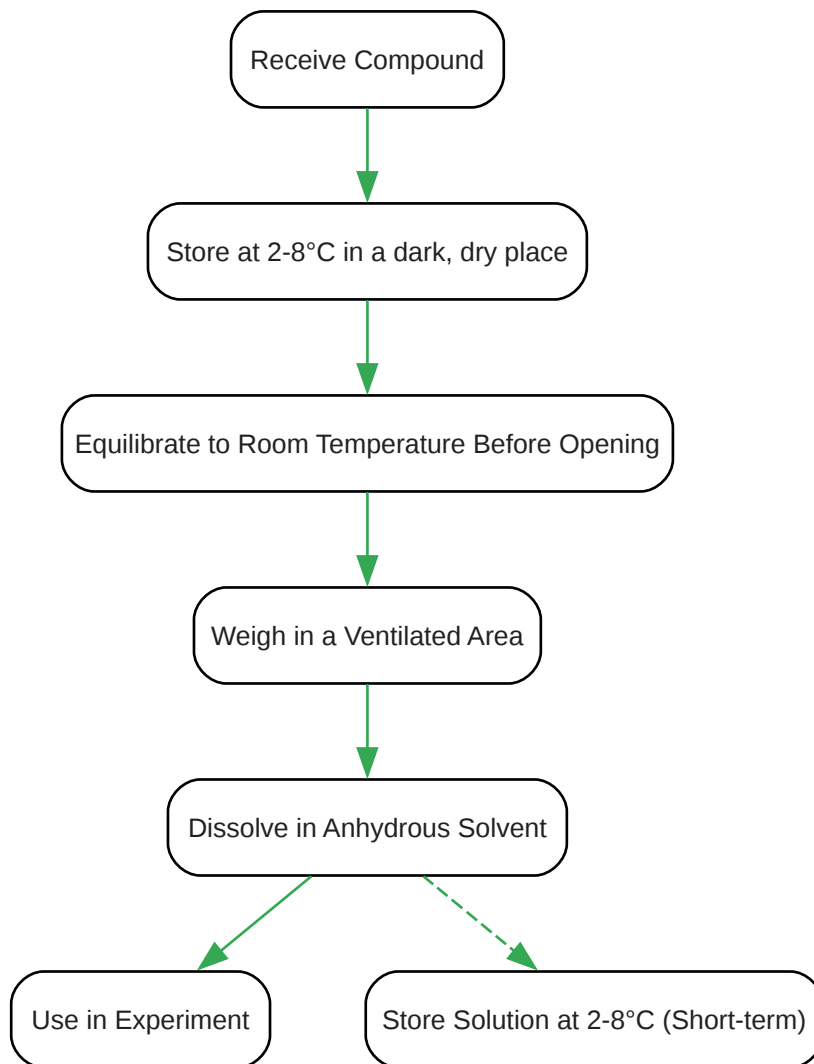 Receive Compound
Store at 2-8°C in a dark, dry place
Equilibrate to Room Temperature Before Opening
Weigh in a Ventilated Area
Dissolve in Anhydrous Solvent
Use in Experiment
Store Solution at 2-8°C (Short-term)